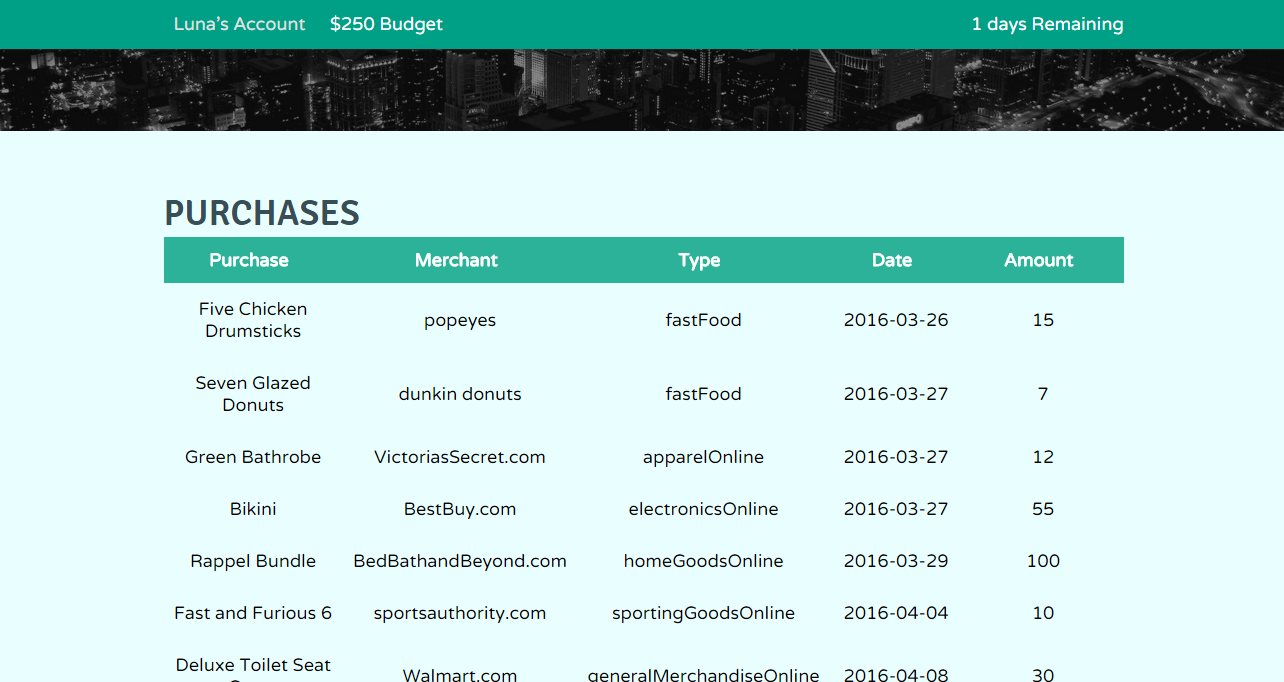 Luna's Account $250 Budget 1 days Remaining
PURCHASES
Purchase Merchant Type Date Amount
Five Chicken
Drumsticks popeyes fastFood 2016-03-26 15
Seven Glazed
Donuts dunkin donuts fastFood 2016-03-27 7
Green Bathrobe VictoriasSecret.com apparelOnline 2016-03-27 12
Bikini BestBuy.com electronicsOnline 2016-03-27 55
Rappel Bundle BedBathandBeyond.com homeGoodsOnline 2016-03-29 100
Fast and Furious 6 sportsauthority.com sportingGoodsOnline 2016-04-04 10
Deluxe Toilet Seat
Walmart.com generalMerchandiseOnline 2016-04-08 30